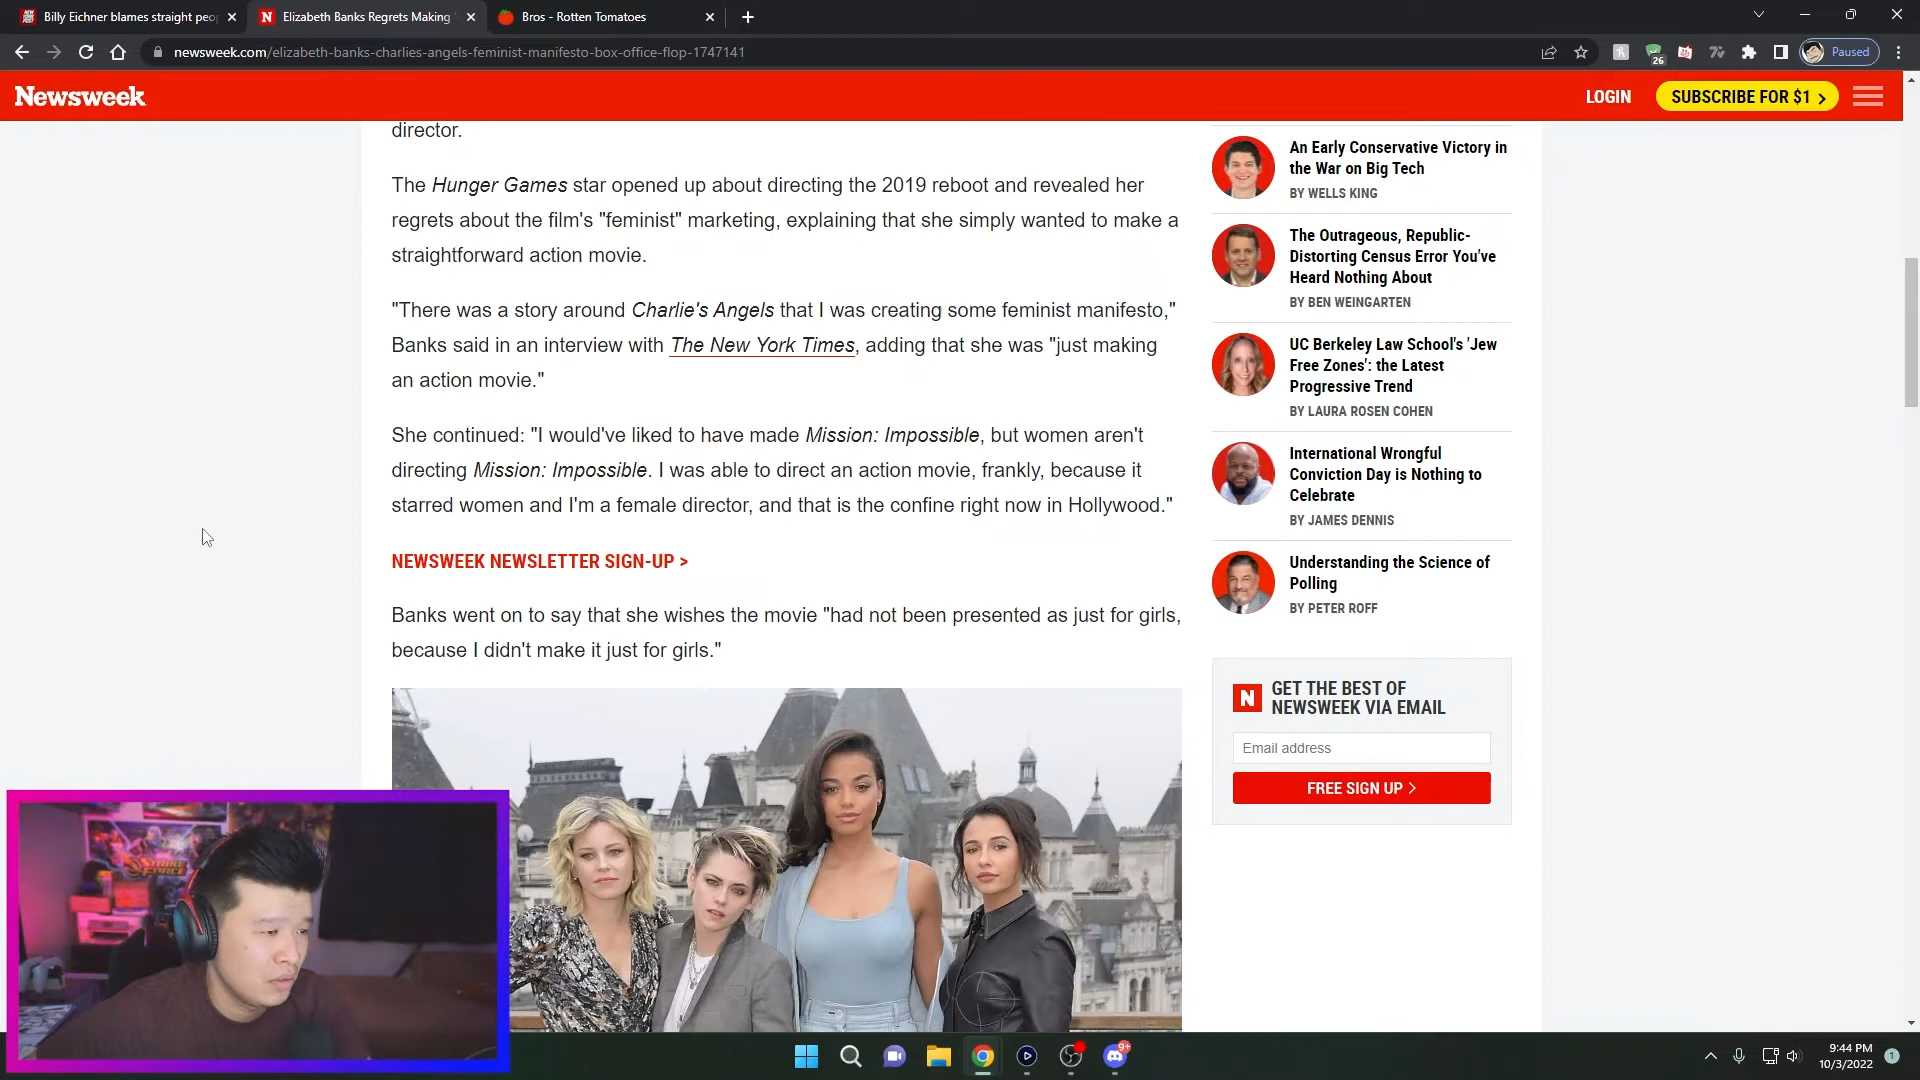 Billy Eichner blames straight peop
Elizabeth Banks Regrets Making
Bros - Rotten Tomatoes
newsweek.com/elizabeth-banks-charlies-angels-feminist-manifesto-box-office-flop-1747141
26
Paused
Newsweek
LOGIN
SUBSCRIBE FOR $1
director.
The Hunger Games star opened up about directing the 2019 reboot and revealed her
regrets about the film's "feminist" marketing, explaining that she simply wanted to make a
straightforward action movie.
"There was a story around Charlie's Angels that I was creating some feminist manifesto,"
Banks said in an interview with The New York Times, adding that she was "just making
an action movie."
She continued: "I would've liked to have made Mission: Impossible, but women aren't
directing Mission: Impossible. I was able to direct an action movie, frankly, because it
starred women and I'm a female director, and that is the confine right now in Hollywood."
NEWSWEEK NEWSLETTER SIGN-UP >
Banks went on to say that she wishes the movie "had not been presented as just for girls,
because I didn't make it just for girls."
An Early Conservative Victory in
the War on Big Tech
BY WELLS KING
The Outrageous, Republic-
Distorting Census Error You've
Heard Nothing About
BY BEN WEINGARTEN
UC Berkeley Law School's 'Jew
Free Zones': the Latest
Progressive Trend
BY LAURA ROSEN COHEN
International Wrongful
Conviction Day is Nothing to
Celebrate
BY JAMES DENNIS
Understanding the Science of
Polling
BY PETER ROFF
N
GET THE BEST OF
NEWSWEEK VIA EMAIL
Email address
FREE SIGN UP >
STRIKE
FORCE
9+
9:44 PM
10/3/2022
1